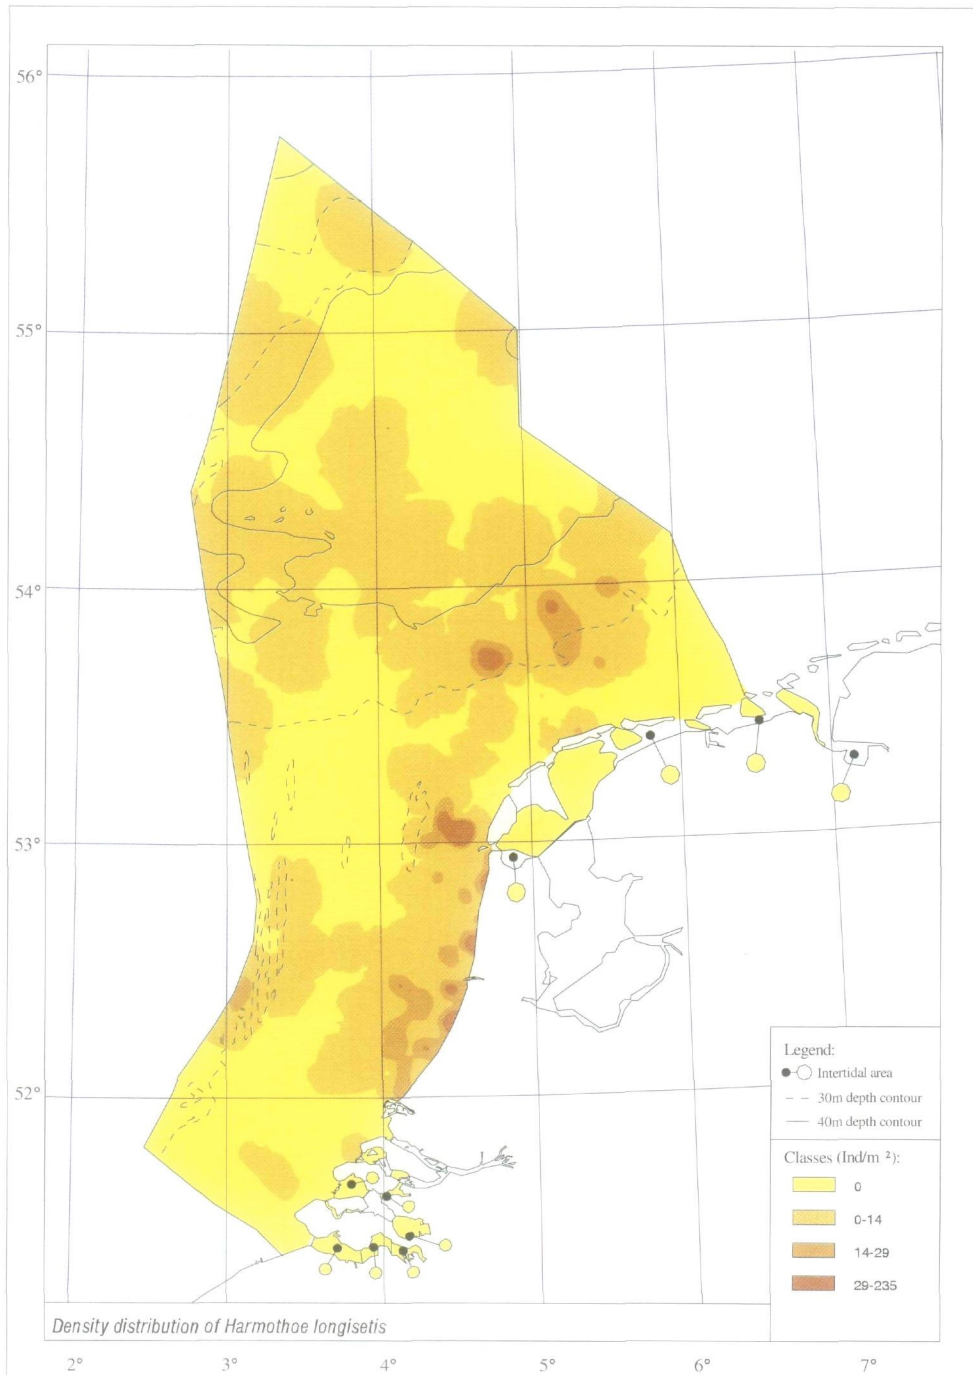 56°
55°
54°
53°
52°
Legend:
Intertidal area
30m depth contour
40m depth contour
Classes (Ind/m ²):
0
0-14
14-29
29-235
Density distribution of Harmothoe longisetis
2°
3°
4°
5°
6°
7°